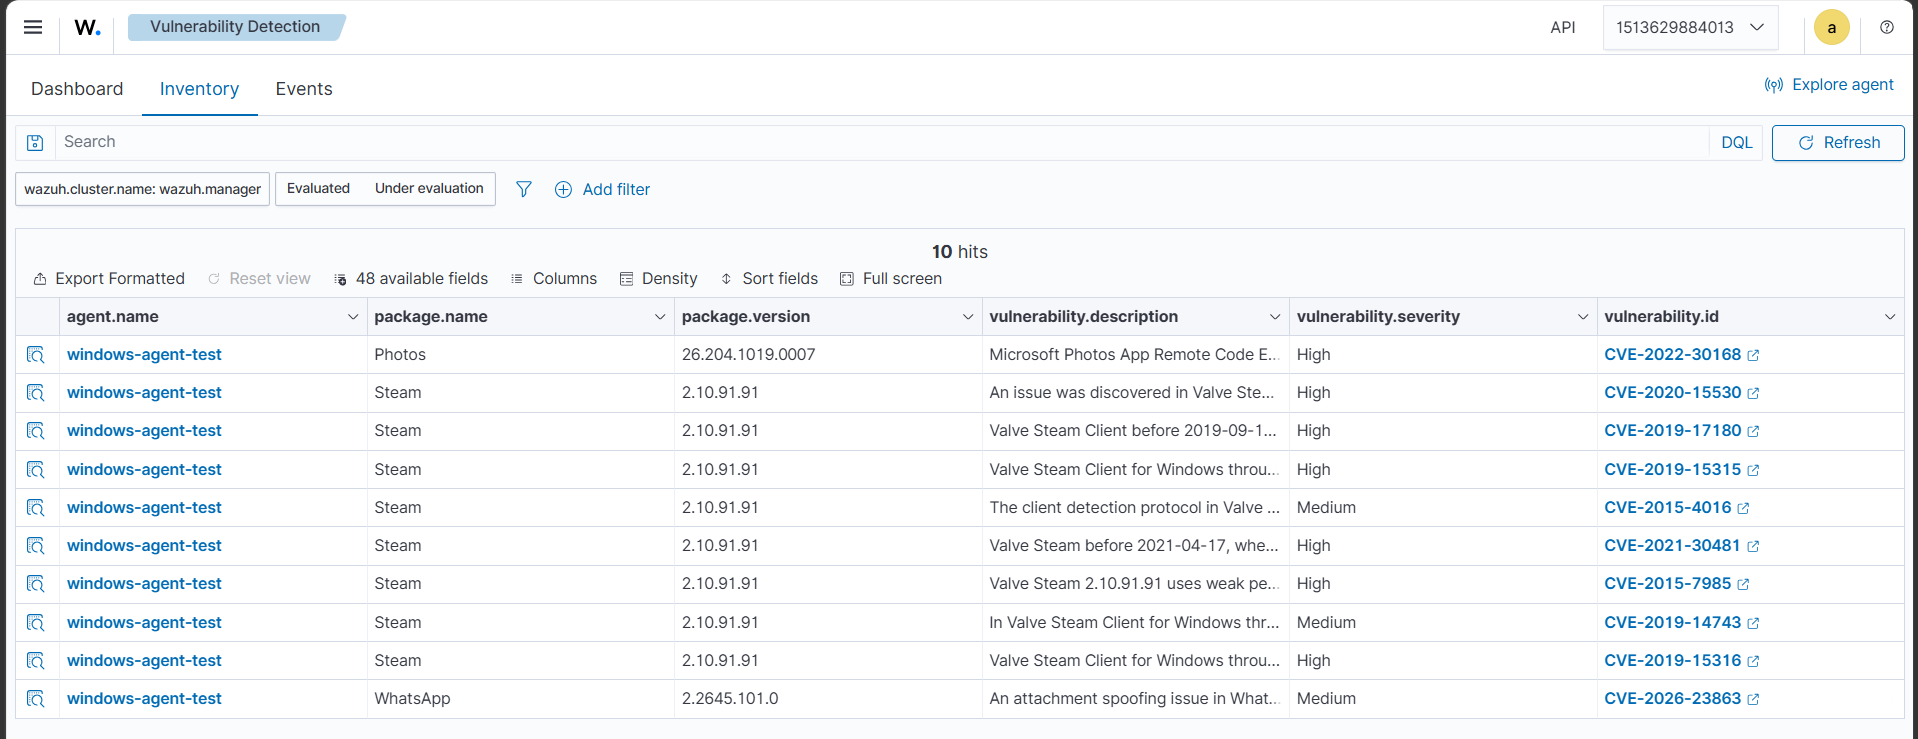 W. Vulnerability Detection API 1513629884013 a
Dashboard Inventory Events Explore agent
Search DQL Refresh
wazuh.cluster.name: wazuh.manager Evaluated Under evaluation Add filter
10 hits
Export Formatted Reset view 48 available fields Columns Density Sort fields Full screen
agent.name package.name package.version vulnerability.description vulnerability.severity vulnerability.id
windows-agent-test Photos 26.204.1019.0007 Microsoft Photos App Remote Code E... High CVE-2022-30168
windows-agent-test Steam 2.10.91.91 An issue was discovered in Valve Ste... High CVE-2020-15530
windows-agent-test Steam 2.10.91.91 Valve Steam Client before 2019-09-1... High CVE-2019-17180
windows-agent-test Steam 2.10.91.91 Valve Steam Client for Windows throu... High CVE-2019-15315
windows-agent-test Steam 2.10.91.91 The client detection protocol in Valve ... Medium CVE-2015-4016
windows-agent-test Steam 2.10.91.91 Valve Steam before 2021-04-17, whe... High CVE-2021-30481
windows-agent-test Steam 2.10.91.91 Valve Steam 2.10.91.91 uses weak pe... High CVE-2015-7985
windows-agent-test Steam 2.10.91.91 In Valve Steam Client for Windows thr... Medium CVE-2019-14743
windows-agent-test Steam 2.10.91.91 Valve Steam Client for Windows throu... High CVE-2019-15316
windows-agent-test WhatsApp 2.2645.101.0 An attachment spoofing issue in What... Medium CVE-2026-23863